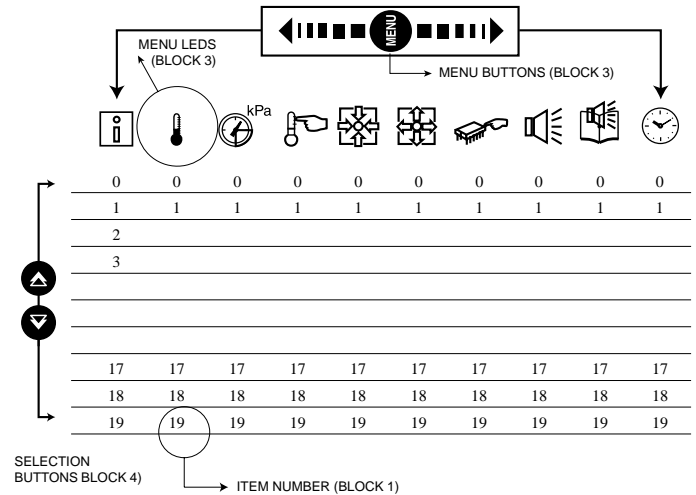 MENU
MENU LEDS
(BLOCK 3)
MENU BUTTONS (BLOCK 3)
kPa
0 0 0 0 0 0 0 0 0 0
1 1 1 1 1 1 1 1 1 1
2
3
17 17 17 17 17 17 17 17 17 17
18 18 18 18 18 18 18 18 18 18
19 19 19 19 19 19 19 19 19 19
SELECTION
BUTTONS BLOCK 4)
ITEM NUMBER (BLOCK 1)